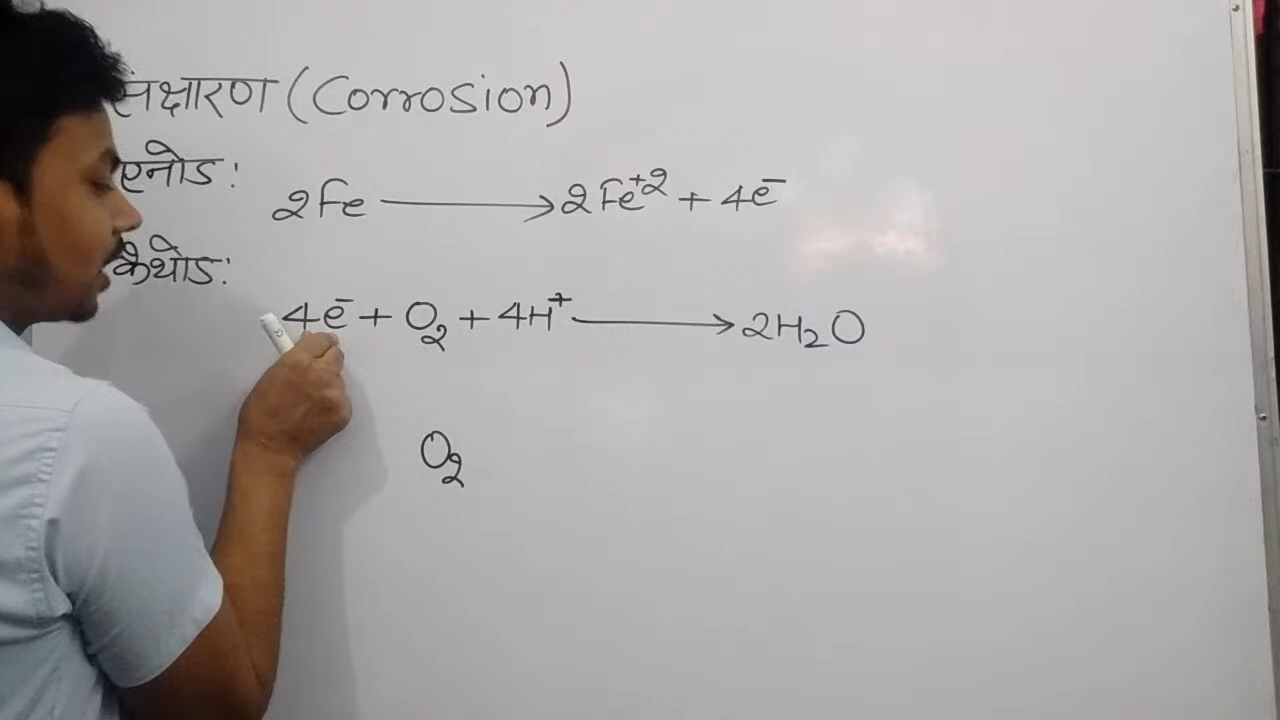 संक्षारण (Corrosion)
एनोड:
2Fe ⟶ 2Fe⁺² + 4e⁻
कैथोड:
4e⁻ + O₂ + 4H⁺ ⟶ 2H₂O
O₂